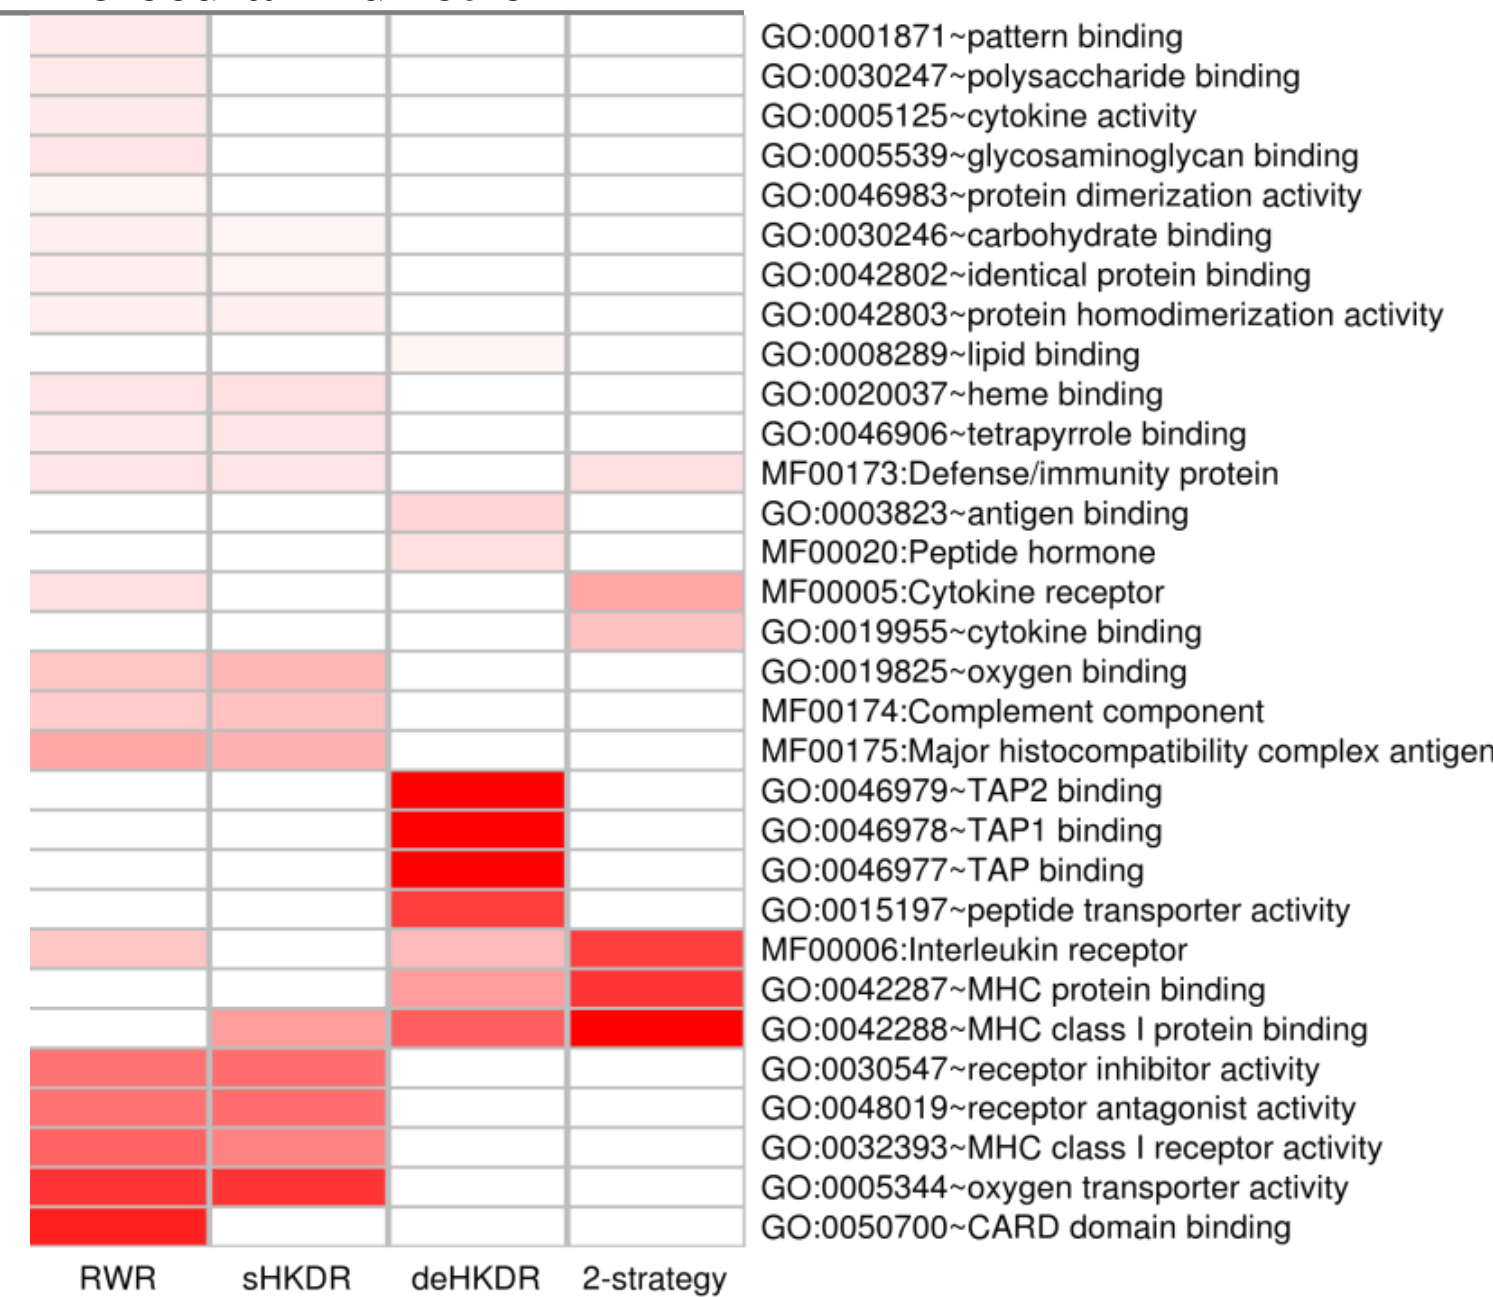 GO:0001871~pattern binding
GO:0030247~polysaccharide binding
GO:0005125~cytokine activity
GO:0005539~glycosaminoglycan binding
GO:0046983~protein dimerization activity
GO:0030246~carbohydrate binding
GO:0042802~identical protein binding
GO:0042803~protein homodimerization activity
GO:0008289~lipid binding
GO:0020037~heme binding
GO:0046906~tetrapyrrole binding
MF00173:Defense/immunity protein
GO:0003823~antigen binding
MF00020:Peptide hormone
MF00005:Cytokine receptor
GO:0019955~cytokine binding
GO:0019825~oxygen binding
MF00174:Complement component
MF00175:Major histocompatibility complex antigen
GO:0046979~TAP2 binding
GO:0046978~TAP1 binding
GO:0046977~TAP binding
GO:0015197~peptide transporter activity
MF00006:Interleukin receptor
GO:0042287~MHC protein binding
GO:0042288~MHC class I protein binding
GO:0030547~receptor inhibitor activity
GO:0048019~receptor antagonist activity
GO:0032393~MHC class I receptor activity
GO:0005344~oxygen transporter activity
GO:0050700~CARD domain binding
RWR sHKDR deHKDR 2-strategy